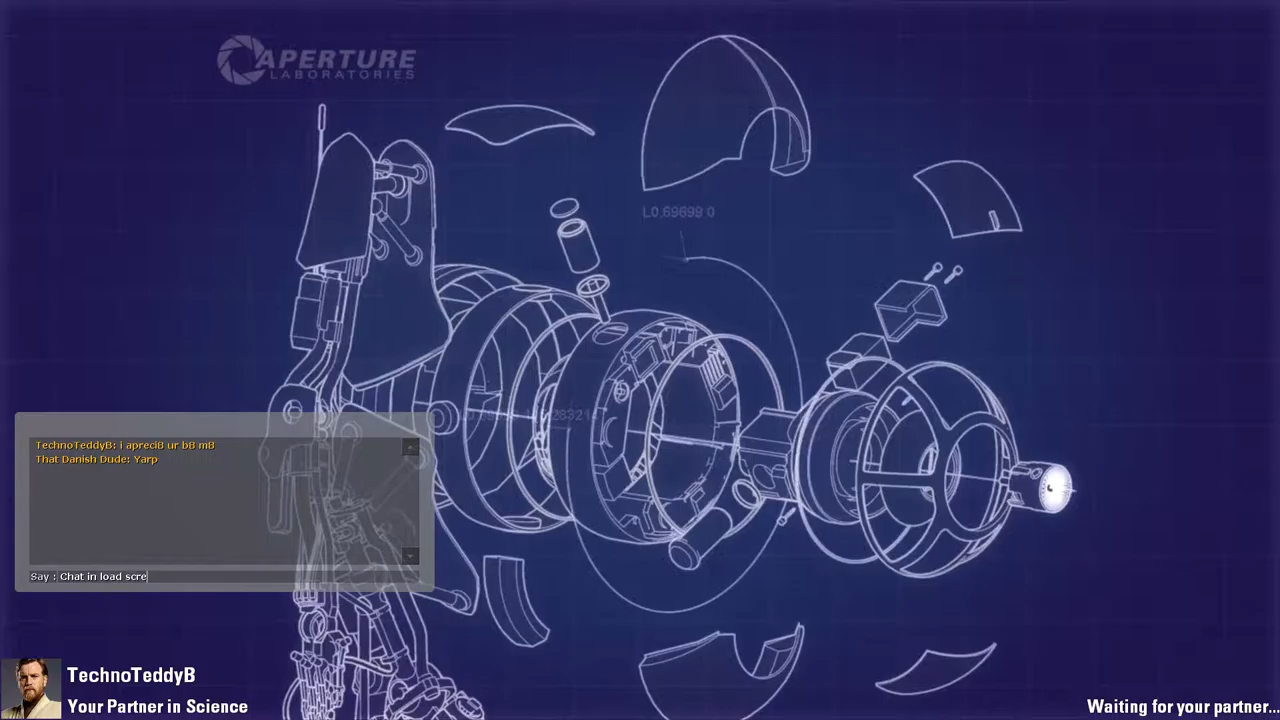 APERTURE
LABORATORIES
L0.69699 0
TechnoTeddyB: i apreci8 ur b8 m8
That Danish Dude: Yarp
Say : Chat in load scre
TechnoTeddyB
Your Partner in Science
Waiting for your partner...